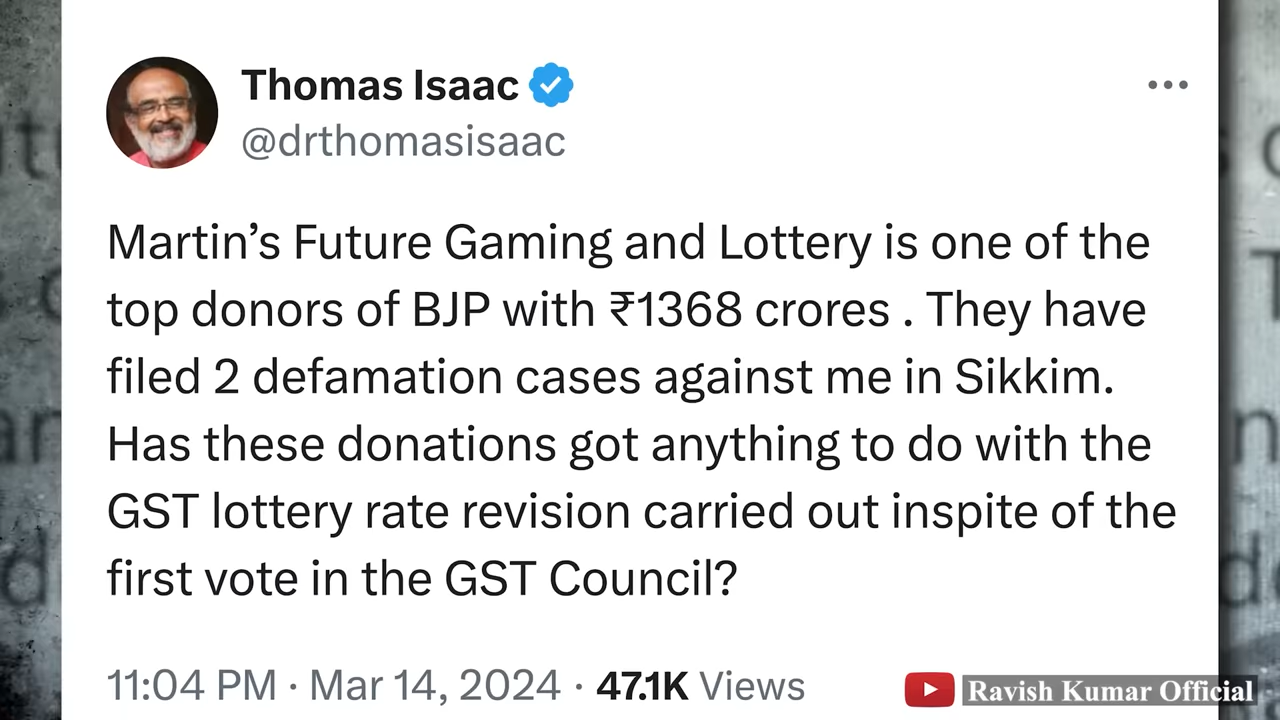 Thomas Isaac
@drthomasisaac
Martin’s Future Gaming and Lottery is one of the
top donors of BJP with ₹1368 crores . They have
filed 2 defamation cases against me in Sikkim.
Has these donations got anything to do with the
GST lottery rate revision carried out inspite of the
first vote in the GST Council?
11:04 PM · Mar 14, 2024 · 47.1K Views
Ravish Kumar Official